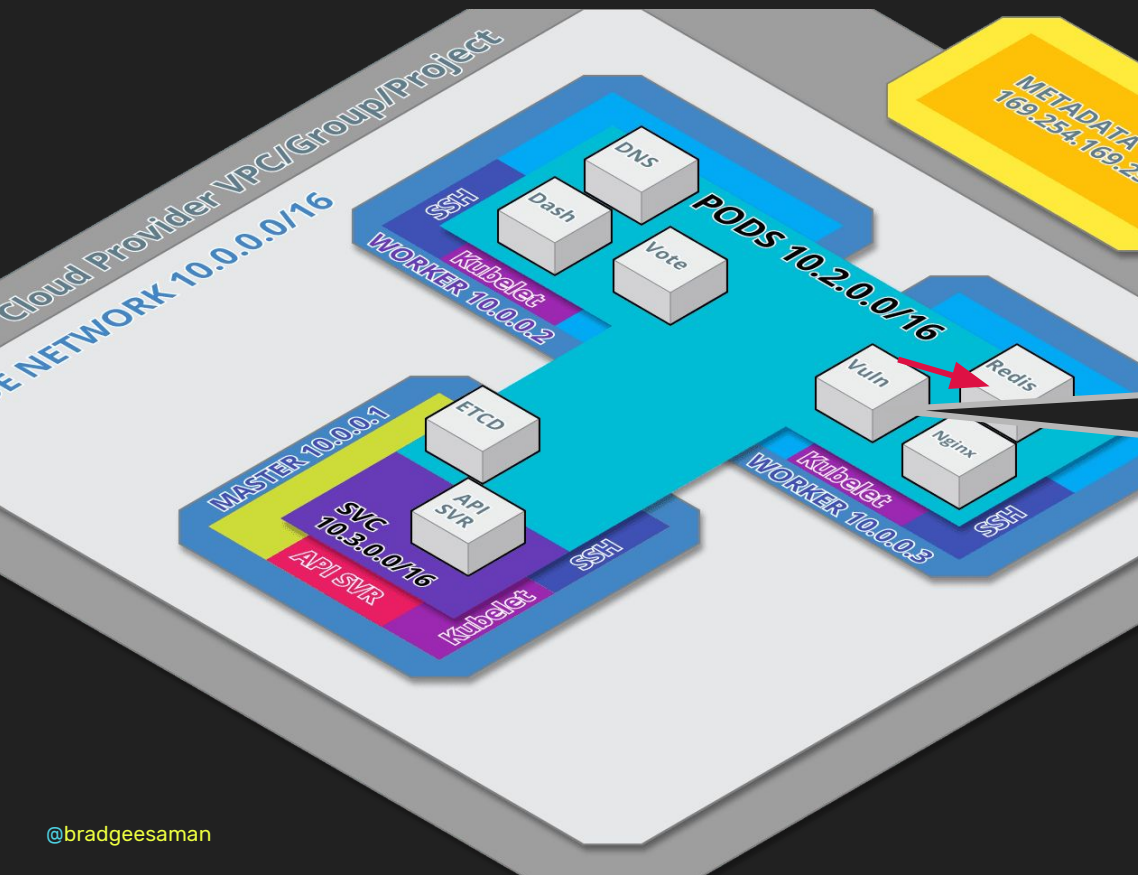 Cloud Provider VPC/Group/Project
E NETWORK 10.0.0.0/16
METADATA
169.254.169.25
DNS
Dash
Vote
SSH
Kubelet
WORKER 10.0.0.2
PODS 10.2.0.0/16
Vuln
Redis
Nginx
Kubelet
SSH
WORKER 10.0.0.3
MASTER 10.0.0.1
ETCD
API
SVR
SVC
10.3.0.0/16
API SVR
Kubelet
SSH
@bradgeesaman